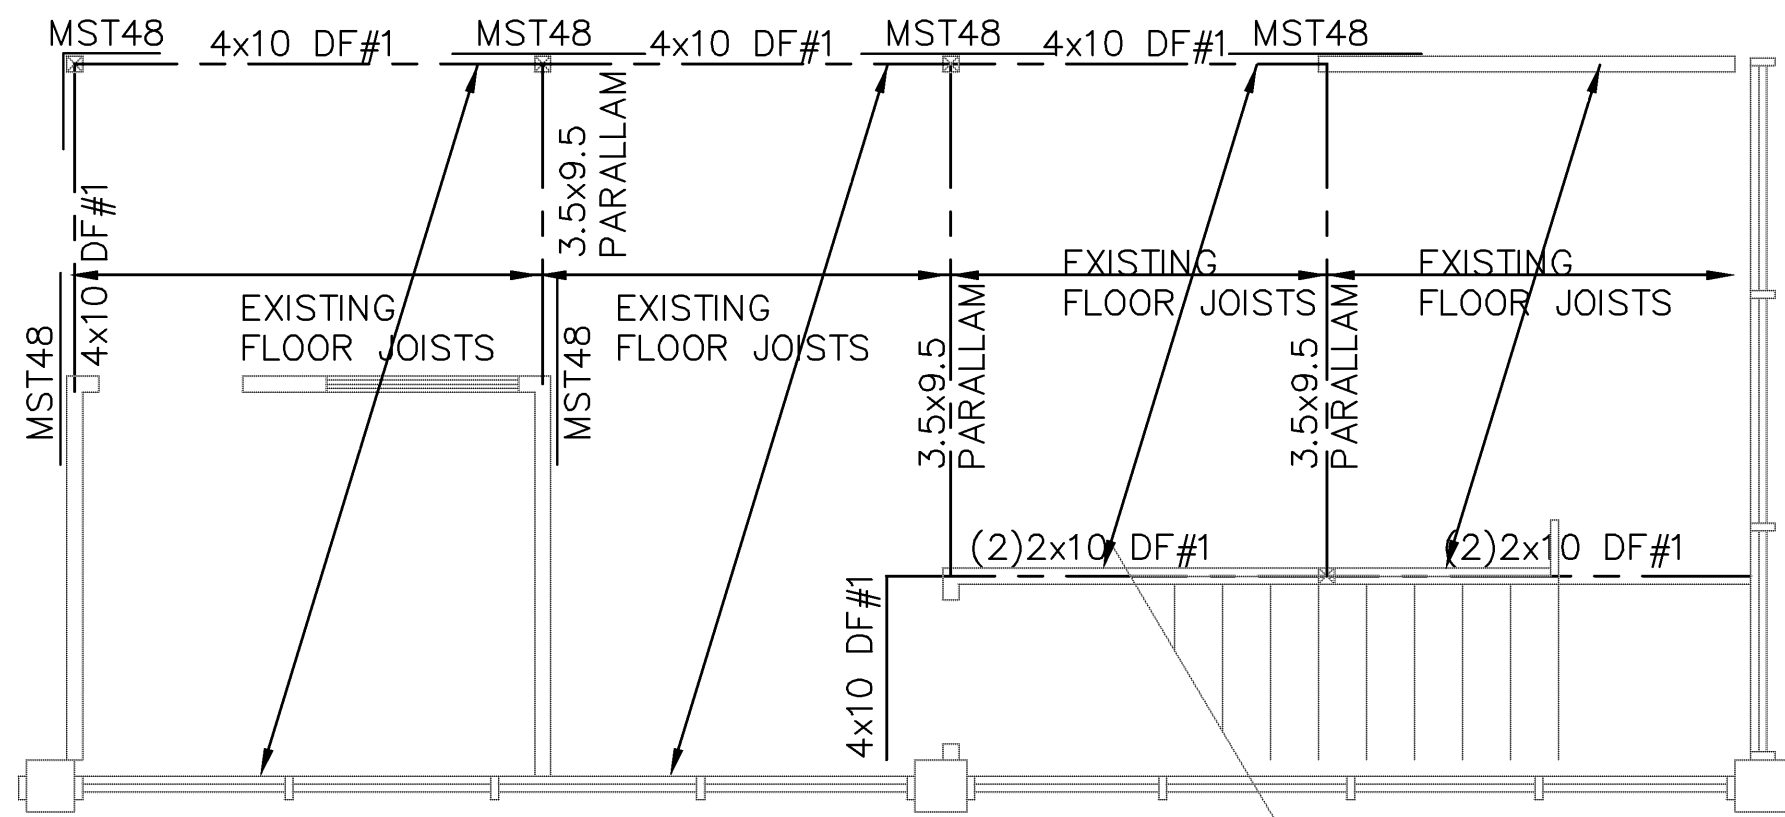 MST48
4x10 DF#1
MST48
4x10 DF#1
MST48
4x10 DF#1
MST48
3.5x9.5
PARALLAM
4x10 DF#1
MST48
EXISTING
FLOOR JOISTS
MST48
EXISTING
FLOOR JOISTS
3.5x9.5
PARALLAM
EXISTING
FLOOR JOISTS
3.5x9.5
PARALLAM
EXISTING
FLOOR JOISTS
(2)2x10 DF#1
(2)2x10 DF#1
4x10 DF#1